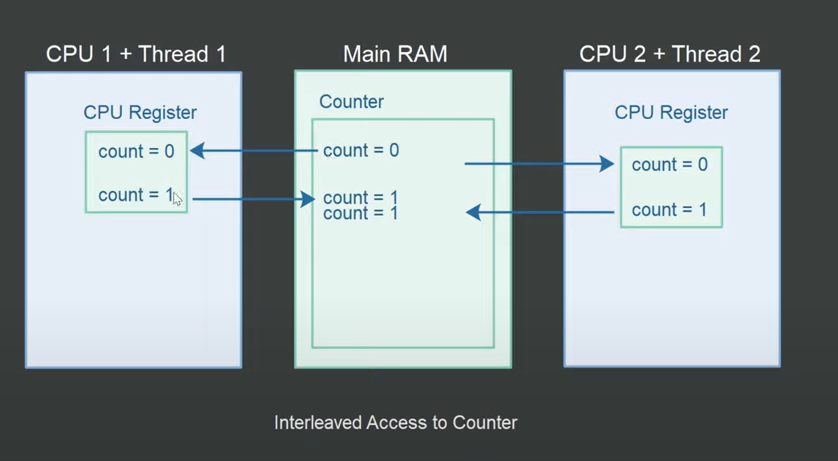 CPU 1 + Thread 1
CPU Register
count = 0
count = 1
Main RAM
Counter
count = 0
count = 1
count = 1
CPU 2 + Thread 2
CPU Register
count = 0
count = 1
Interleaved Access to Counter